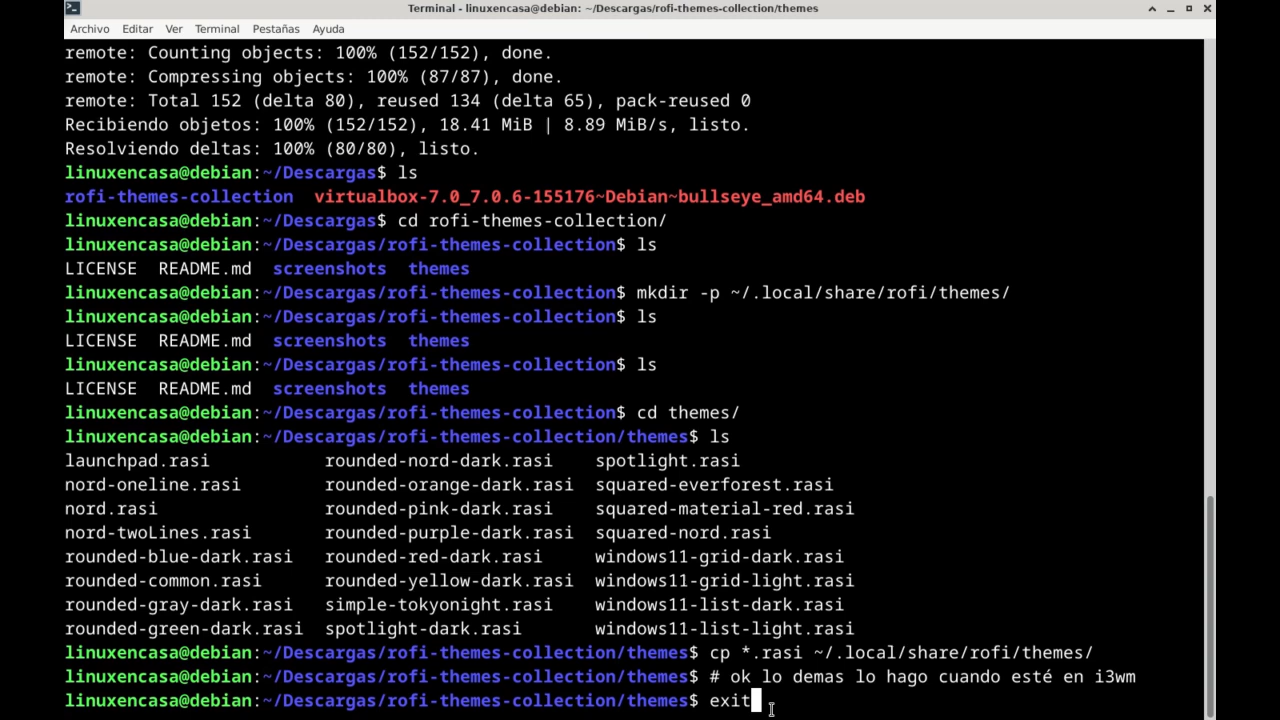 Terminal - linuxencasa@debian: ~/Descargas/rofi-themes-collection/themes
Archivo Editar Ver Terminal Pestañas Ayuda
remote: Counting objects: 100% (152/152), done.
remote: Compressing objects: 100% (87/87), done.
remote: Total 152 (delta 80), reused 134 (delta 65), pack-reused 0
Recibiendo objetos: 100% (152/152), 18.41 MiB | 8.89 MiB/s, listo.
Resolviendo deltas: 100% (80/80), listo.
linuxencasa@debian:~/Descargas$ ls
rofi-themes-collection virtualbox-7.0_7.0.6-155176~Debian~bullseye_amd64.deb
linuxencasa@debian:~/Descargas$ cd rofi-themes-collection/
linuxencasa@debian:~/Descargas/rofi-themes-collection$ ls
LICENSE README.md screenshots themes
linuxencasa@debian:~/Descargas/rofi-themes-collection$ mkdir -p ~/.local/share/rofi/themes/
linuxencasa@debian:~/Descargas/rofi-themes-collection$ ls
LICENSE README.md screenshots themes
linuxencasa@debian:~/Descargas/rofi-themes-collection$ ls
LICENSE README.md screenshots themes
linuxencasa@debian:~/Descargas/rofi-themes-collection$ cd themes/
linuxencasa@debian:~/Descargas/rofi-themes-collection/themes$ ls
launchpad.rasi rounded-nord-dark.rasi spotlight.rasi
nord-oneline.rasi rounded-orange-dark.rasi squared-everforest.rasi
nord.rasi rounded-pink-dark.rasi squared-material-red.rasi
nord-twoLines.rasi rounded-purple-dark.rasi squared-nord.rasi
rounded-blue-dark.rasi rounded-red-dark.rasi windows11-grid-dark.rasi
rounded-common.rasi rounded-yellow-dark.rasi windows11-grid-light.rasi
rounded-gray-dark.rasi simple-tokyonight.rasi windows11-list-dark.rasi
rounded-green-dark.rasi spotlight-dark.rasi windows11-list-light.rasi
linuxencasa@debian:~/Descargas/rofi-themes-collection/themes$ cp *.rasi ~/.local/share/rofi/themes/
linuxencasa@debian:~/Descargas/rofi-themes-collection/themes$ # ok lo demas lo hago cuando esté en i3wm
linuxencasa@debian:~/Descargas/rofi-themes-collection/themes$ exit